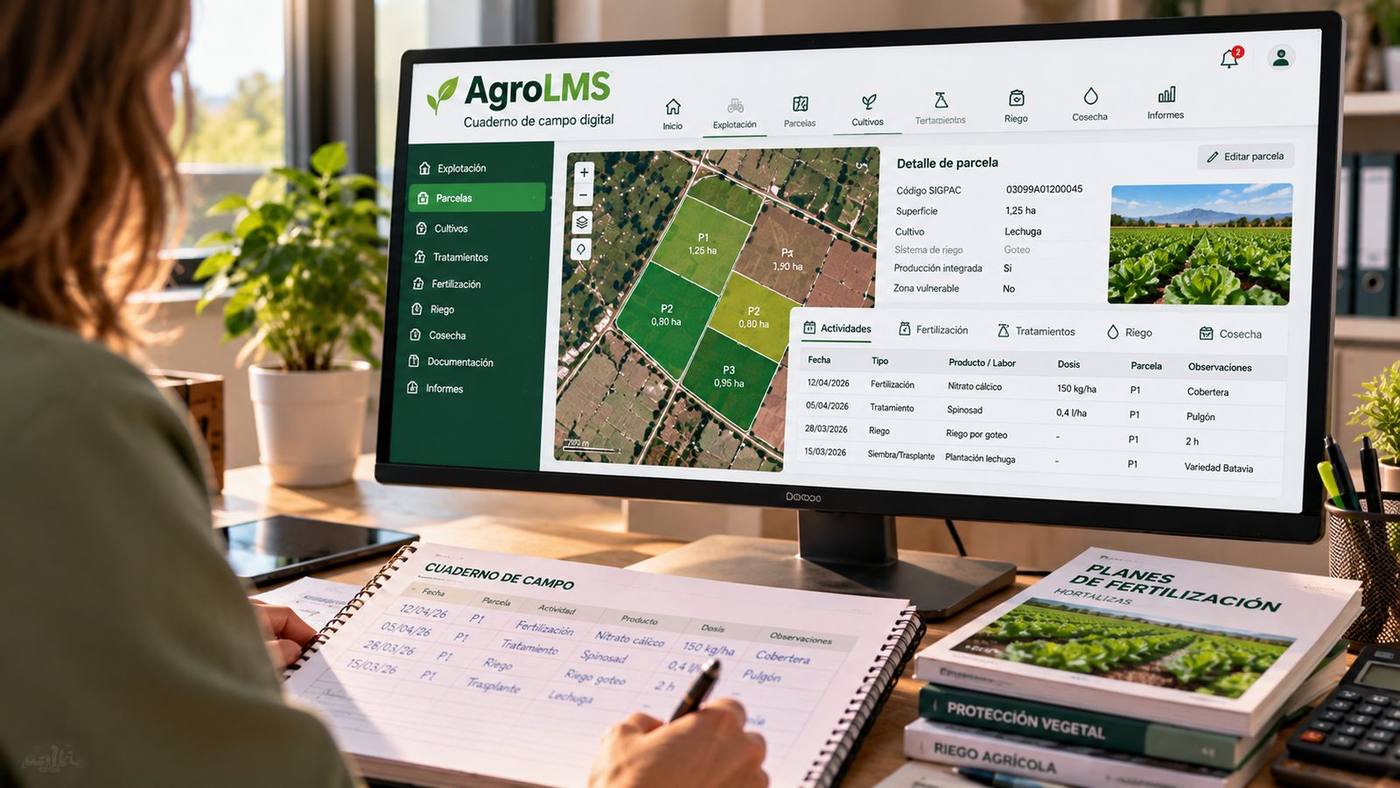 AgroLMS
Cuaderno de campo digital
Inicio
Explotación
Parcelas
Cultivos
Tertamientos
Riego
Cosecha
Informes
2
Explotación
Parcelas
Cultivos
Tratamientos
Fertilización
Riego
Cosecha
Documentación
Informes
+
−
P1
1,25 ha
1,90 ha
P2
0,80 ha
P2
0,80 ha
P3
0,95 ha
Detalle de parcela
Editar parcela
Código SIGPAC 03099A01200045
Superficie 1,25 ha
Cultivo Lechuga
Sistema de riego Goteo
Producción integrada Si
Zona vulnerable No
Actividades Fertilización Tratamientos Riego Cosecha
Fecha Tipo Producto / Labor Dosis Parcela Observaciones
12/04/2026 Fertilización Nitrato cálcico 150 kg/ha P1 Cobertera
05/04/2026 Tratamiento Spinosad 0,4 l/ha P1 Pulgón
28/03/2026 Riego Riego por goteo - P1 2 h
15/03/2026 Siembra/Trasplante Plantación lechuga - P1 Variedad Batavia
CUADERNO DE CAMPO
Fecha Parcela Actividad Producto Dosis Observaciones
12/04/26 P1 Fertilización Nitrato cálcico 150 kg/ha Cobertera
05/04/26 P1 Tratamiento Spinosad 0,4 l/ Pulgón
28/03/26 P1 Riego Riego goteo 2 h
15/03/26 P1 Trasplante Lechuga
PLANES
DE FERTILIZACIÓN
HORTALIZAS
PROTECCIÓN VEGETAL
RIEGO AGRÍCOLA